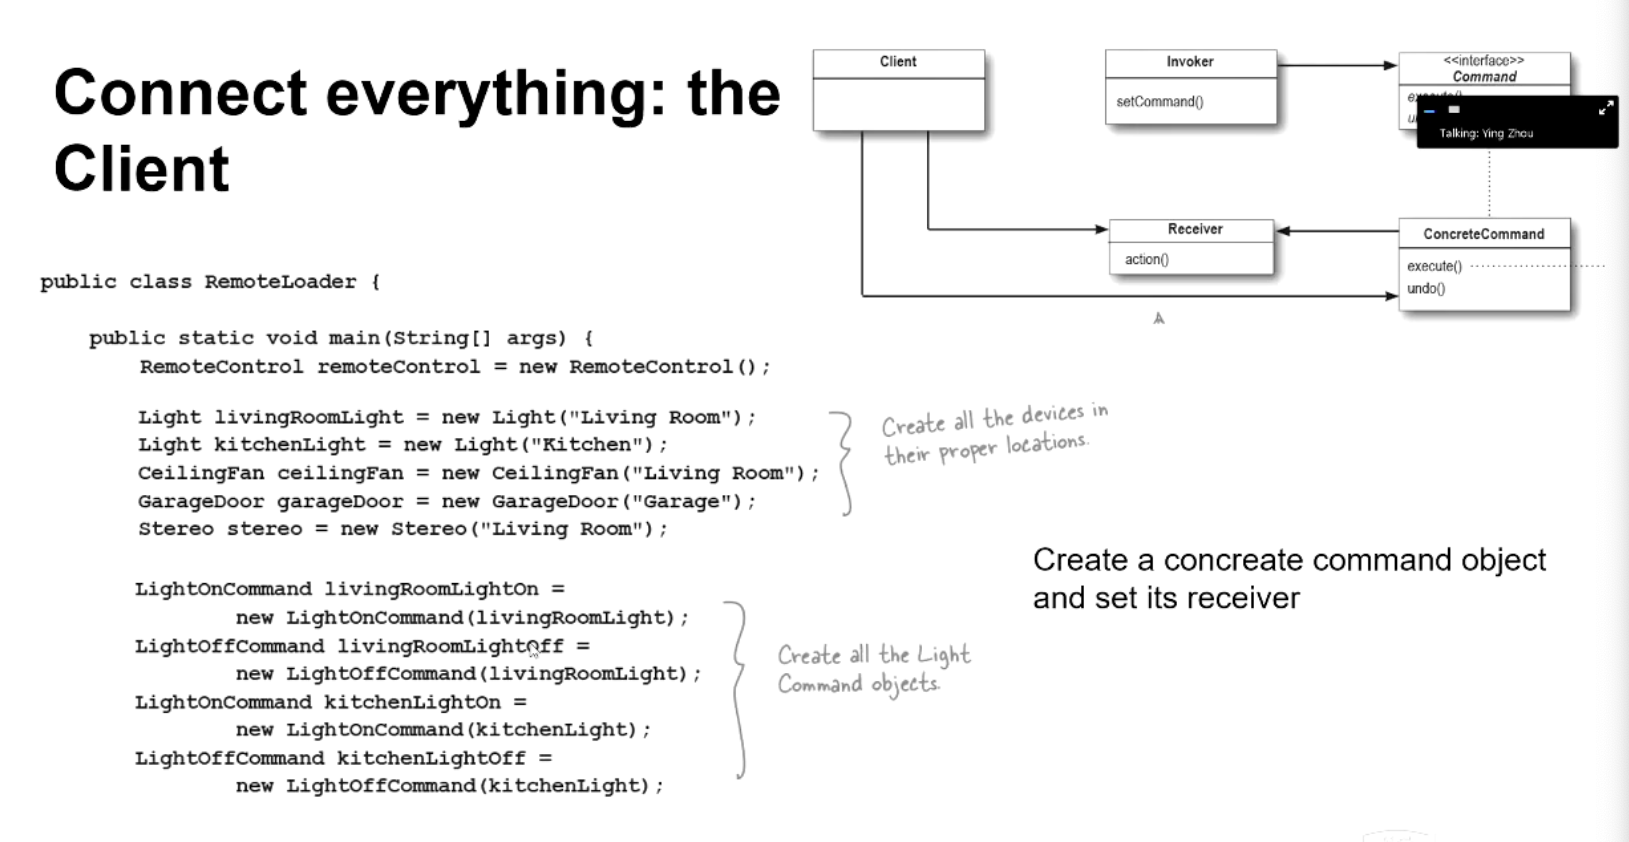 Connect everything: the
Client
Client
Invoker
setCommand()
<<interface>>
Command
Talking: Ying Zhou
Receiver
action()
ConcreteCommand
execute()
undo()
public class RemoteLoader {
public static void main(String[] args) {
RemoteControl remoteControl = new RemoteControl();
Light livingRoomLight = new Light("Living Room");
Light kitchenLight = new Light("Kitchen");
CeilingFan ceilingFan = new CeilingFan("Living Room");
GarageDoor garageDoor = new GarageDoor("Garage");
Stereo stereo = new Stereo("Living Room");
Create all the devices in
their proper locations.
LightOnCommand livingRoomLightOn =
new LightOnCommand(livingRoomLight);
LightOffCommand livingRoomLightOff =
new LightOffCommand(livingRoomLight);
LightOnCommand kitchenLightOn =
new LightOnCommand(kitchenLight);
LightOffCommand kitchenLightOff =
new LightOffCommand(kitchenLight);
Create all the Light
Command objects.
Create a concreate command object
and set its receiver